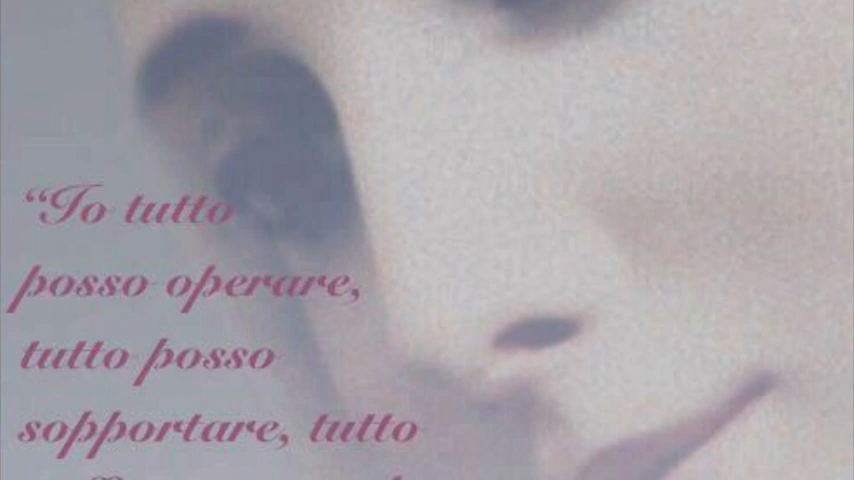 “Io tutto
posso operare,
tutto posso
sopportare, tutto